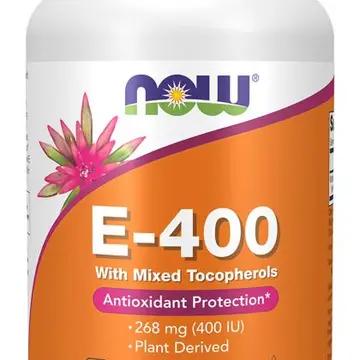 NOW®
E-400
With Mixed Tocopherols
Antioxidant Protection*
• 268 mg (400 IU)
• Plant Derived